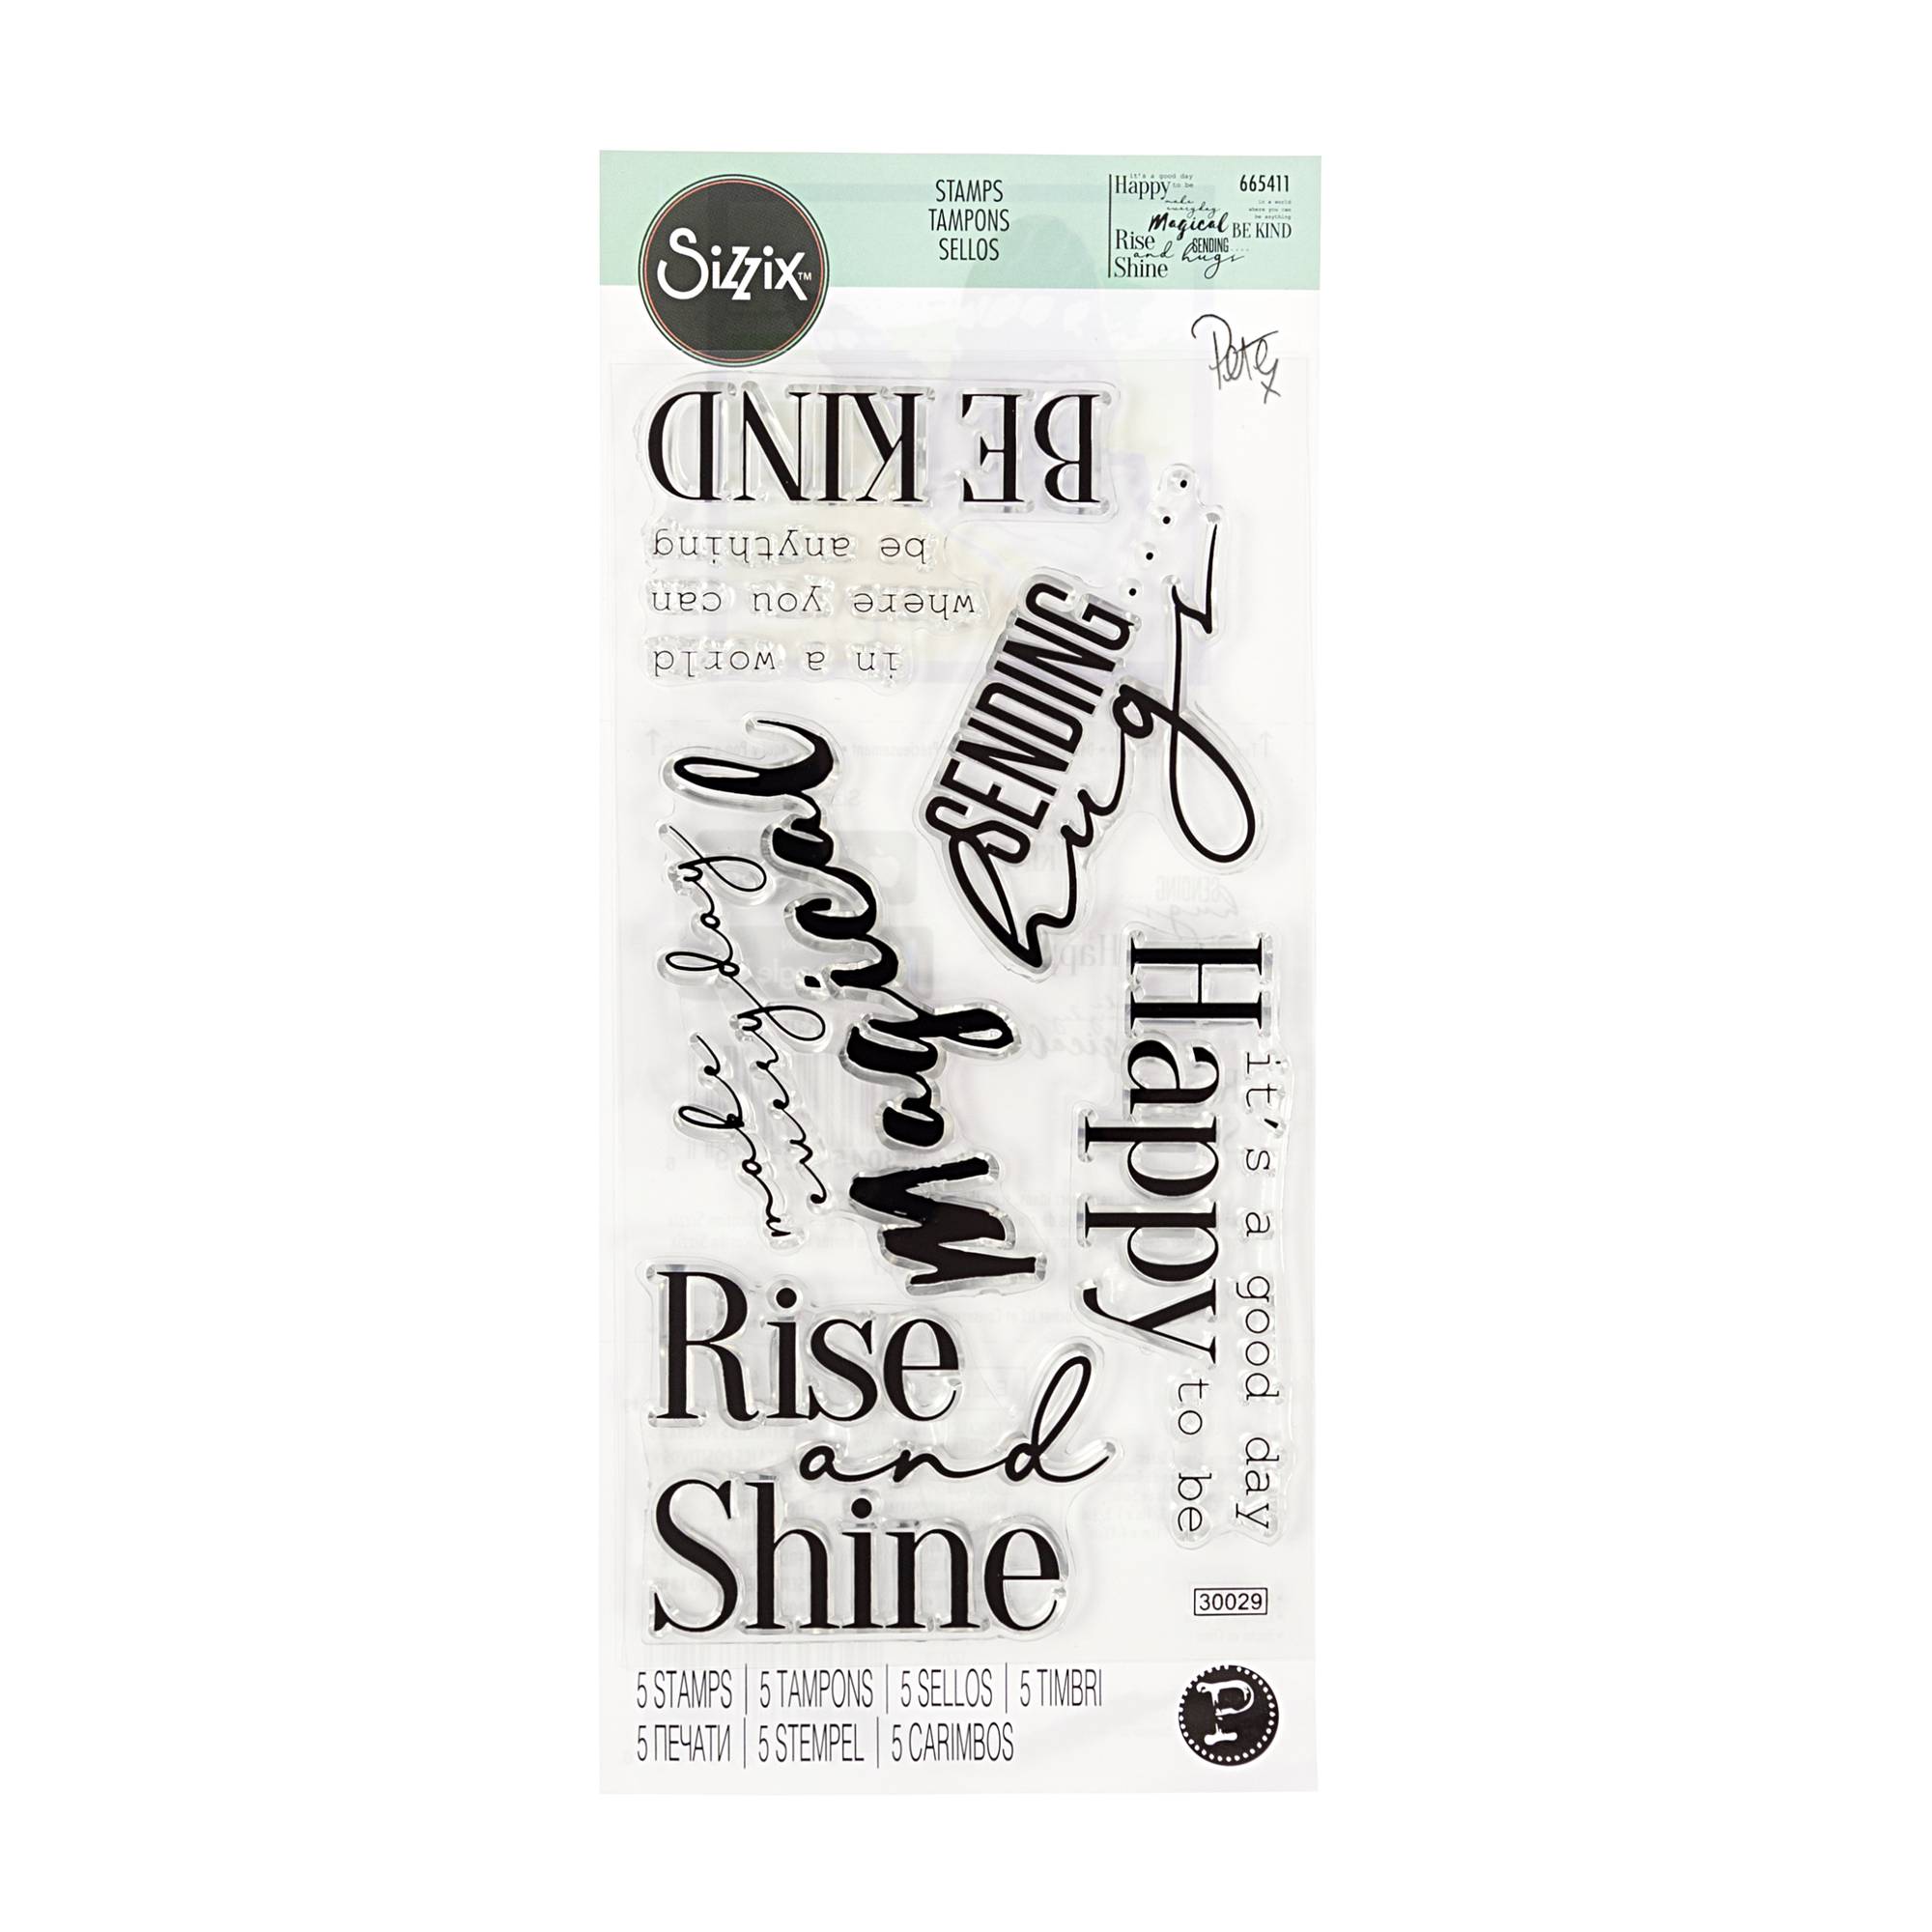 Sizzix™
STAMPS
TAMPONS
SELLOS
it's a good day
Happy to be
make
everyday
Magical
Rise
and
Shine
SENDING....
hugs
665411
in a world
where you can
be anything
BE KIND
Pete x
in a world
where you can
be anything
BE KIND
SENDING....
hugs
make
everyday
Magical
it's a good day
Happy to be
Rise
and
Shine
30029
5 STAMPS | 5 TAMPONS | 5 SELLOS | 5 TIMBRI
5 ПЕЧАТИ | 5 STEMPEL | 5 CARIMBOS
P